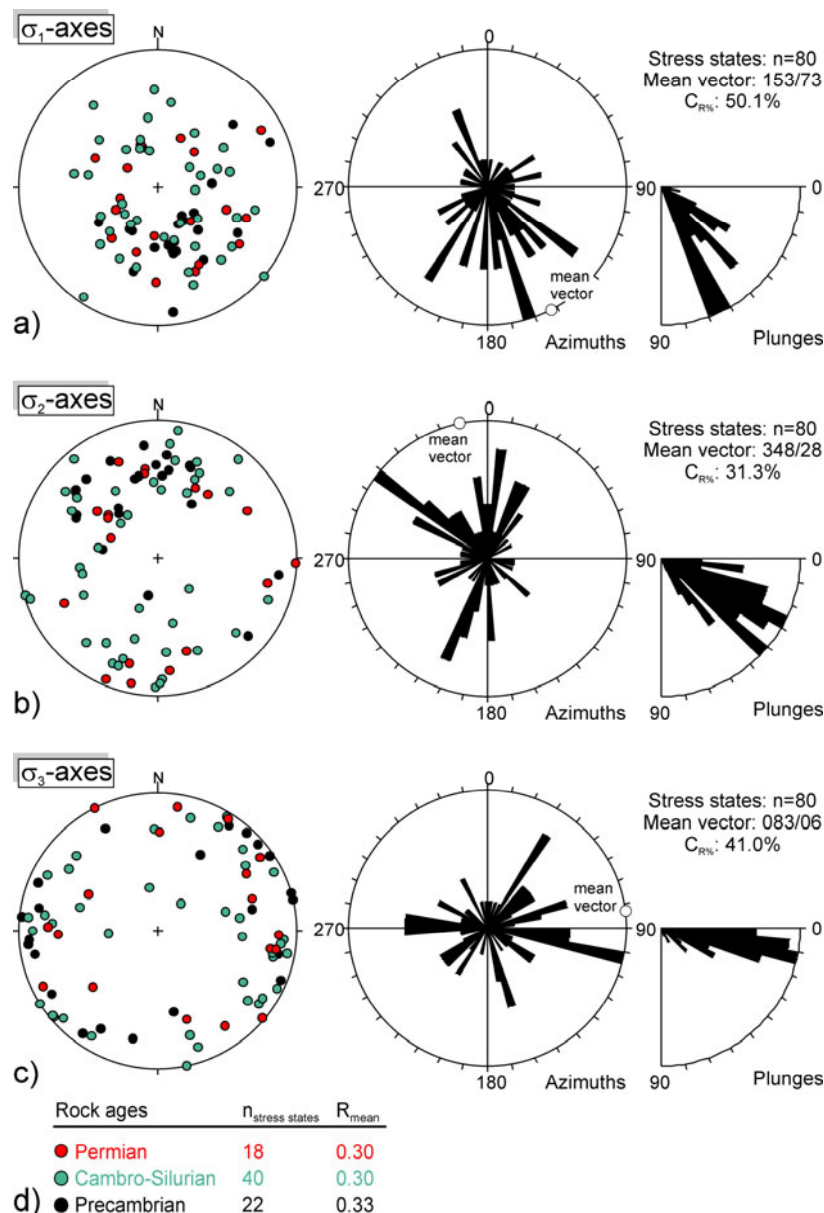 σ1-axes
N
0
270
90
180
mean
vector
Azimuths
0
90
Plunges
Stress states: n=80
Mean vector: 153/73
CR%: 50.1%
a)
σ2-axes
N
0
270
90
180
mean
vector
Azimuths
0
90
Plunges
Stress states: n=80
Mean vector: 348/28
CR%: 31.3%
b)
σ3-axes
N
0
270
90
180
mean
vector
Azimuths
0
90
Plunges
Stress states: n=80
Mean vector: 083/06
CR%: 41.0%
c)
Rock ages nstress states Rmean
Permian 18 0.30
Cambro-Silurian 40 0.30
Precambrian 22 0.33
d)